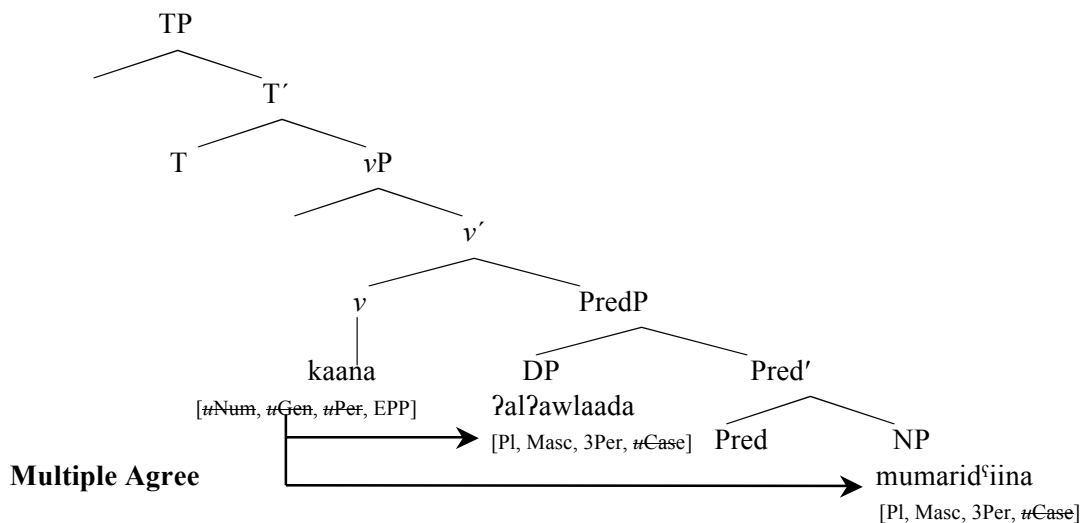 TP
T´
T vP
v´
v PredP
kaana DP Pred′
[uNum, uGen, uPer, EPP] ʔalʔawlaada
[Pl, Masc, 3Per, uCase] Pred NP
Multiple Agree mumaridˤiina
[Pl, Masc, 3Per, uCase]